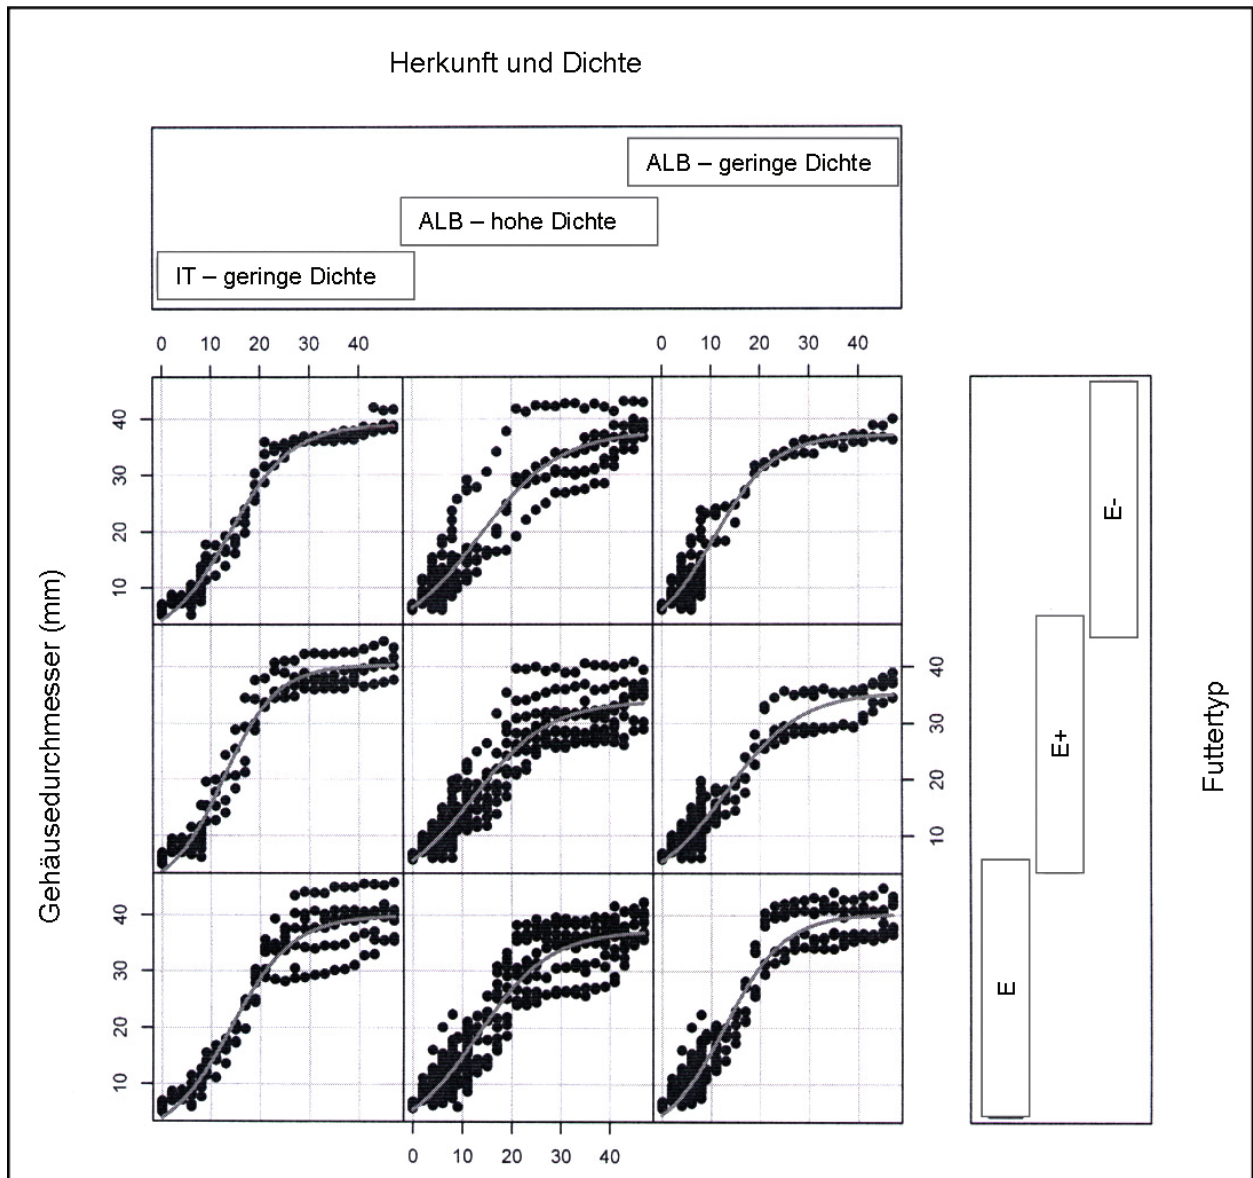 Herkunft und Dichte
ALB – geringe Dichte
ALB – hohe Dichte
IT – geringe Dichte
0 10 20 30 40 0 10 20 30 40
40
30
20
10
E-
Gehäusedurchmesser (mm)
40
30
20
10
E+
Futtertyp
40
30
20
10
E
0 10 20 30 40